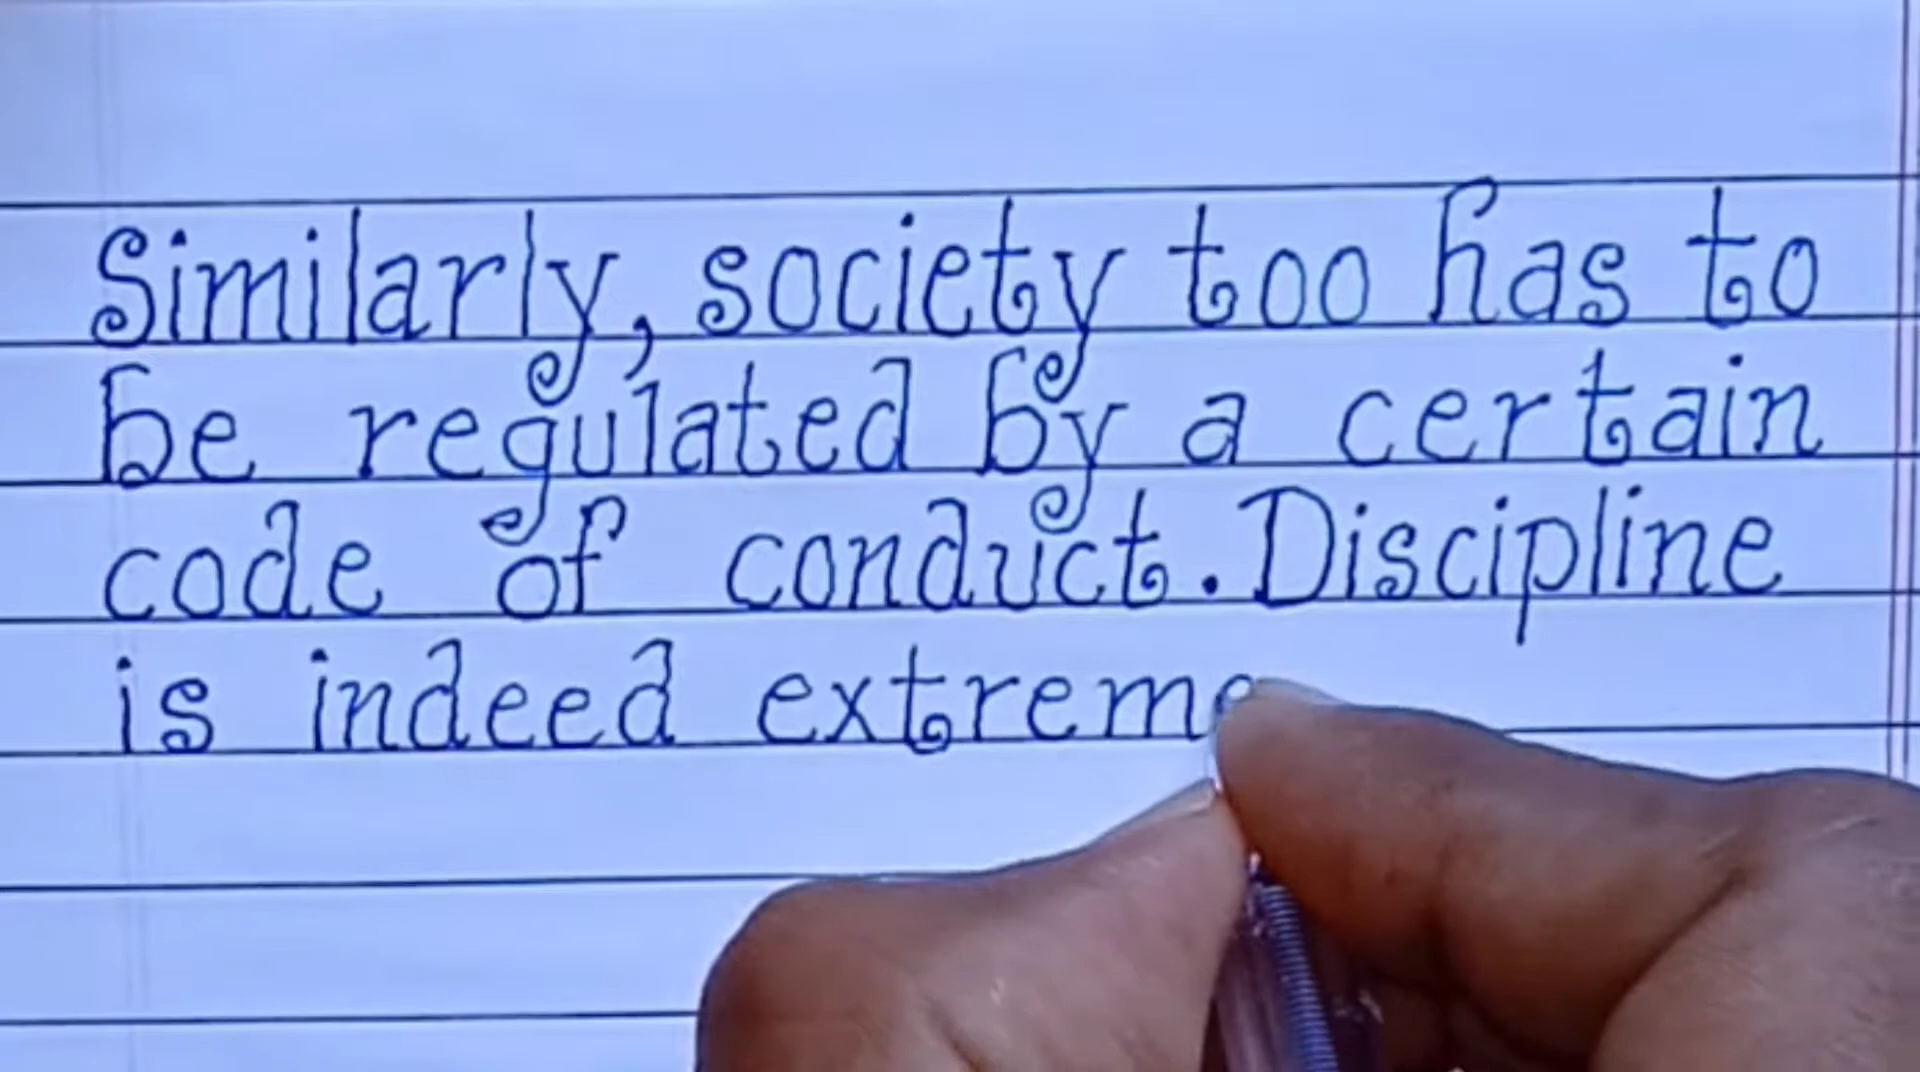 Similarly, society too has to
be regulated by a certain
code of conduct. Discipline
is indeed extreme